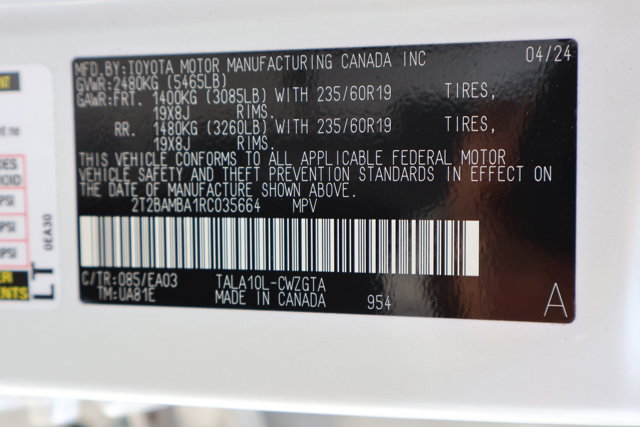 MFD.BY:TOYOTA MOTOR MANUFACTURING CANADA INC 04/24
GVWR:2480KG (5465LB)
GAWR:FRT. 1400KG (3085LB) WITH 235/60R19 TIRES,
19X8J RIMS.
RR. 1480KG (3260LB) WITH 235/60R19 TIRES,
19X8J RIMS.
THIS VEHICLE CONFORMS TO ALL APPLICABLE FEDERAL MOTOR
VEHICLE SAFETY AND THEFT PREVENTION STANDARDS IN EFFECT ON
THE DATE OF MANUFACTURE SHOWN ABOVE.
2T2BAMBA1RC035664 MPV
C/TR:085/EA03 TALA10L-CWZGTA
TM:UA81E MADE IN CANADA 954 A
0EA30
LT